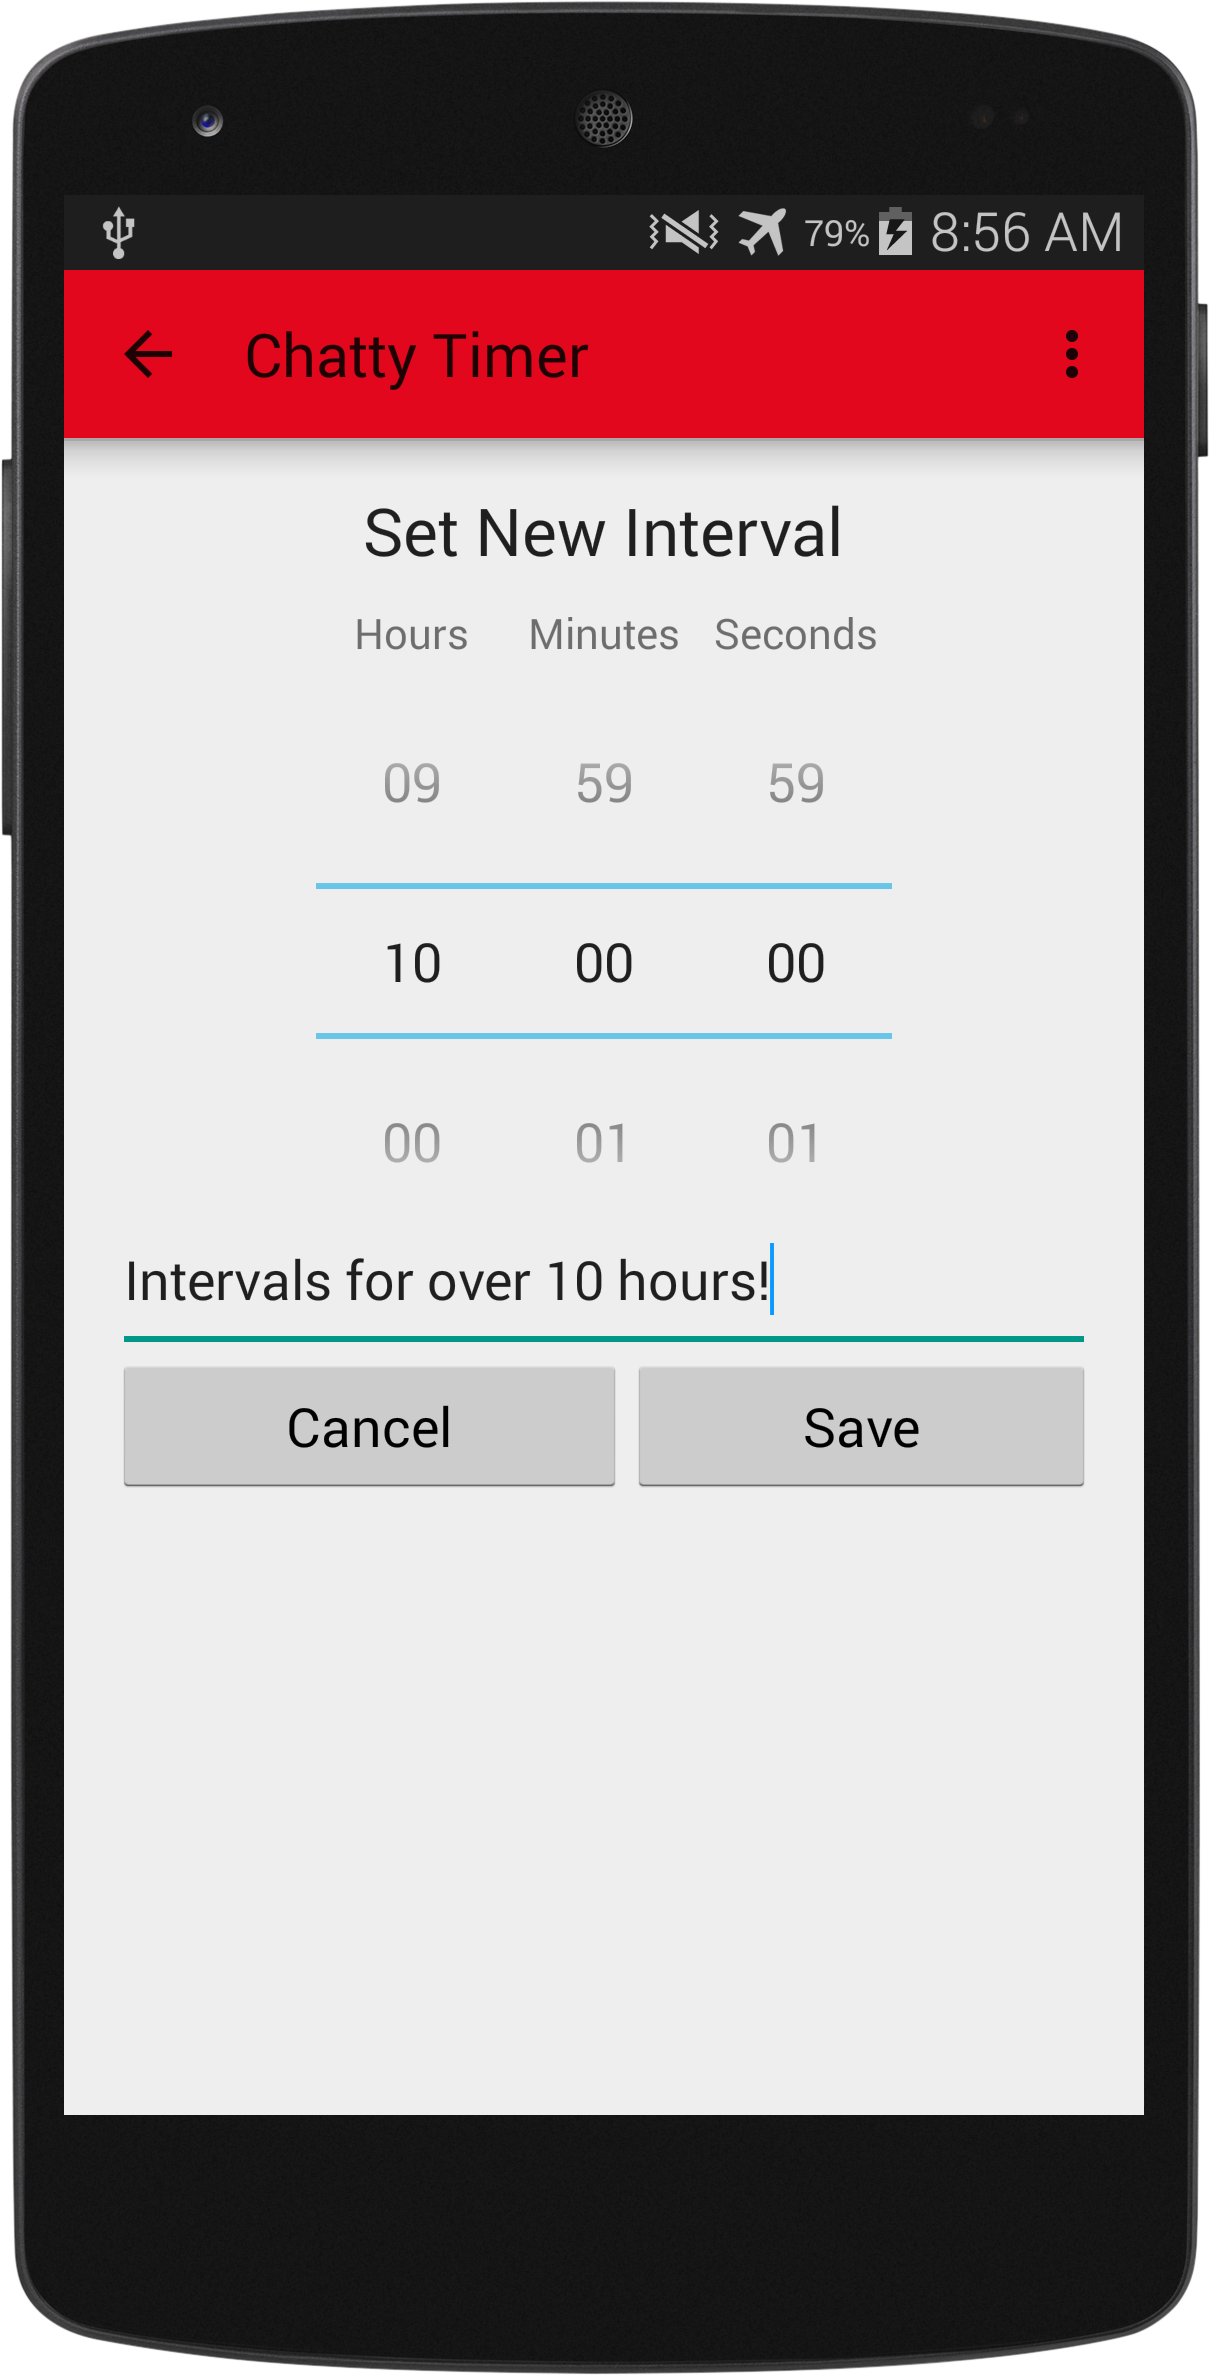 79% 8:56 AM
Chatty Timer
Set New Interval
Hours Minutes Seconds
09 59 59
10 00 00
00 01 01
Intervals for over 10 hours!
Cancel Save